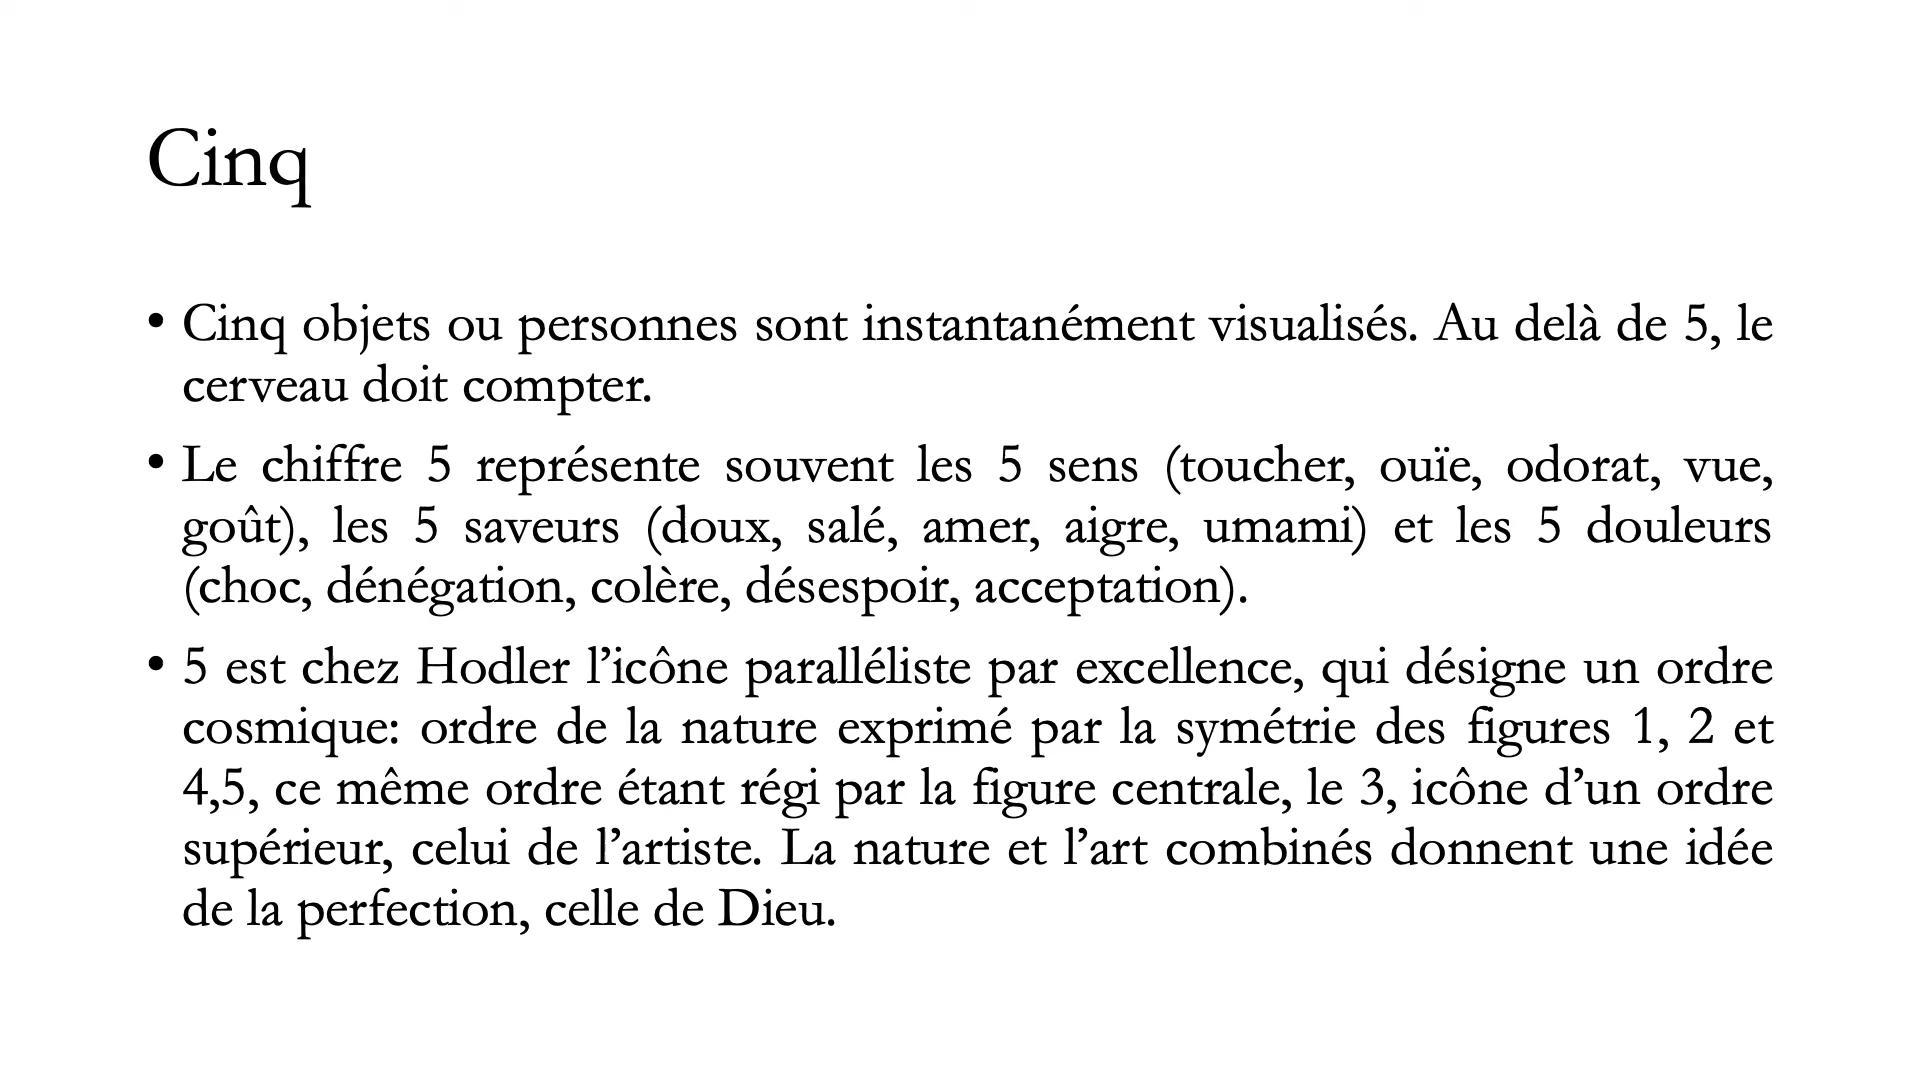 Cinq
• Cinq objets ou personnes sont instantanément visualisés. Au delà de 5, le
cerveau doit compter.
• Le chiffre 5 représente souvent les 5 sens (toucher, ouïe, odorat, vue,
goût), les 5 saveurs (doux, salé, amer, aigre, umami) et les 5 douleurs
(choc, dénégation, colère, désespoir, acceptation).
• 5 est chez Hodler l’icône paralléliste par excellence, qui désigne un ordre
cosmique: ordre de la nature exprimé par la symétrie des figures 1, 2 et
4,5, ce même ordre étant régi par la figure centrale, le 3, icône d’un ordre
supérieur, celui de l’artiste. La nature et l’art combinés donnent une idée
de la perfection, celle de Dieu.